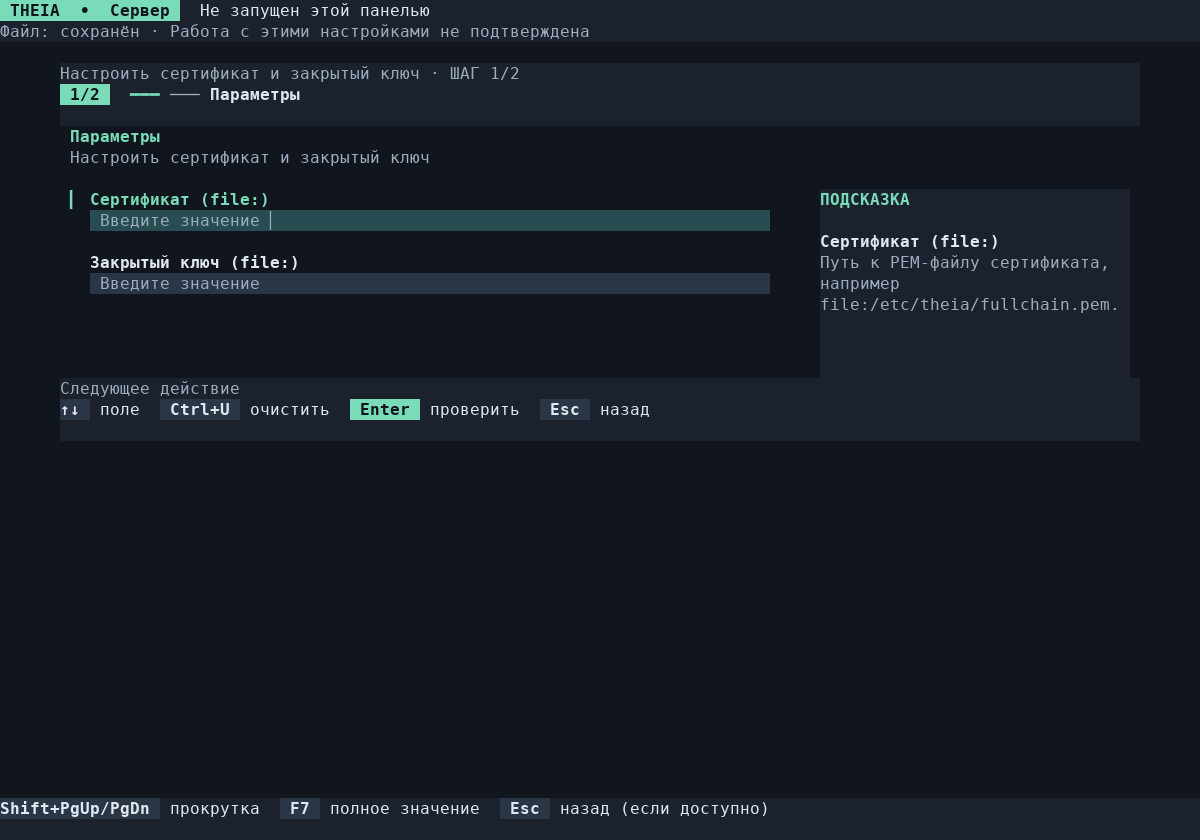 THEIA • Сервер Не запущен этой панелью
Файл: сохранён · Работа с этими настройками не подтверждена
Настроить сертификат и закрытый ключ · ШАГ 1/2
1/2 ━━━ ─── Параметры
Параметры
Настроить сертификат и закрытый ключ
Сертификат (file:)
Введите значение
Закрытый ключ (file:)
Введите значение
ПОДСКАЗКА
Сертификат (file:)
Путь к PEM-файлу сертификата,
например
file:/etc/theia/fullchain.pem.
Следующее действие
↑↓ поле Ctrl+U очистить Enter проверить Esc назад
Shift+PgUp/PgDn прокрутка F7 полное значение Esc назад (если доступно)